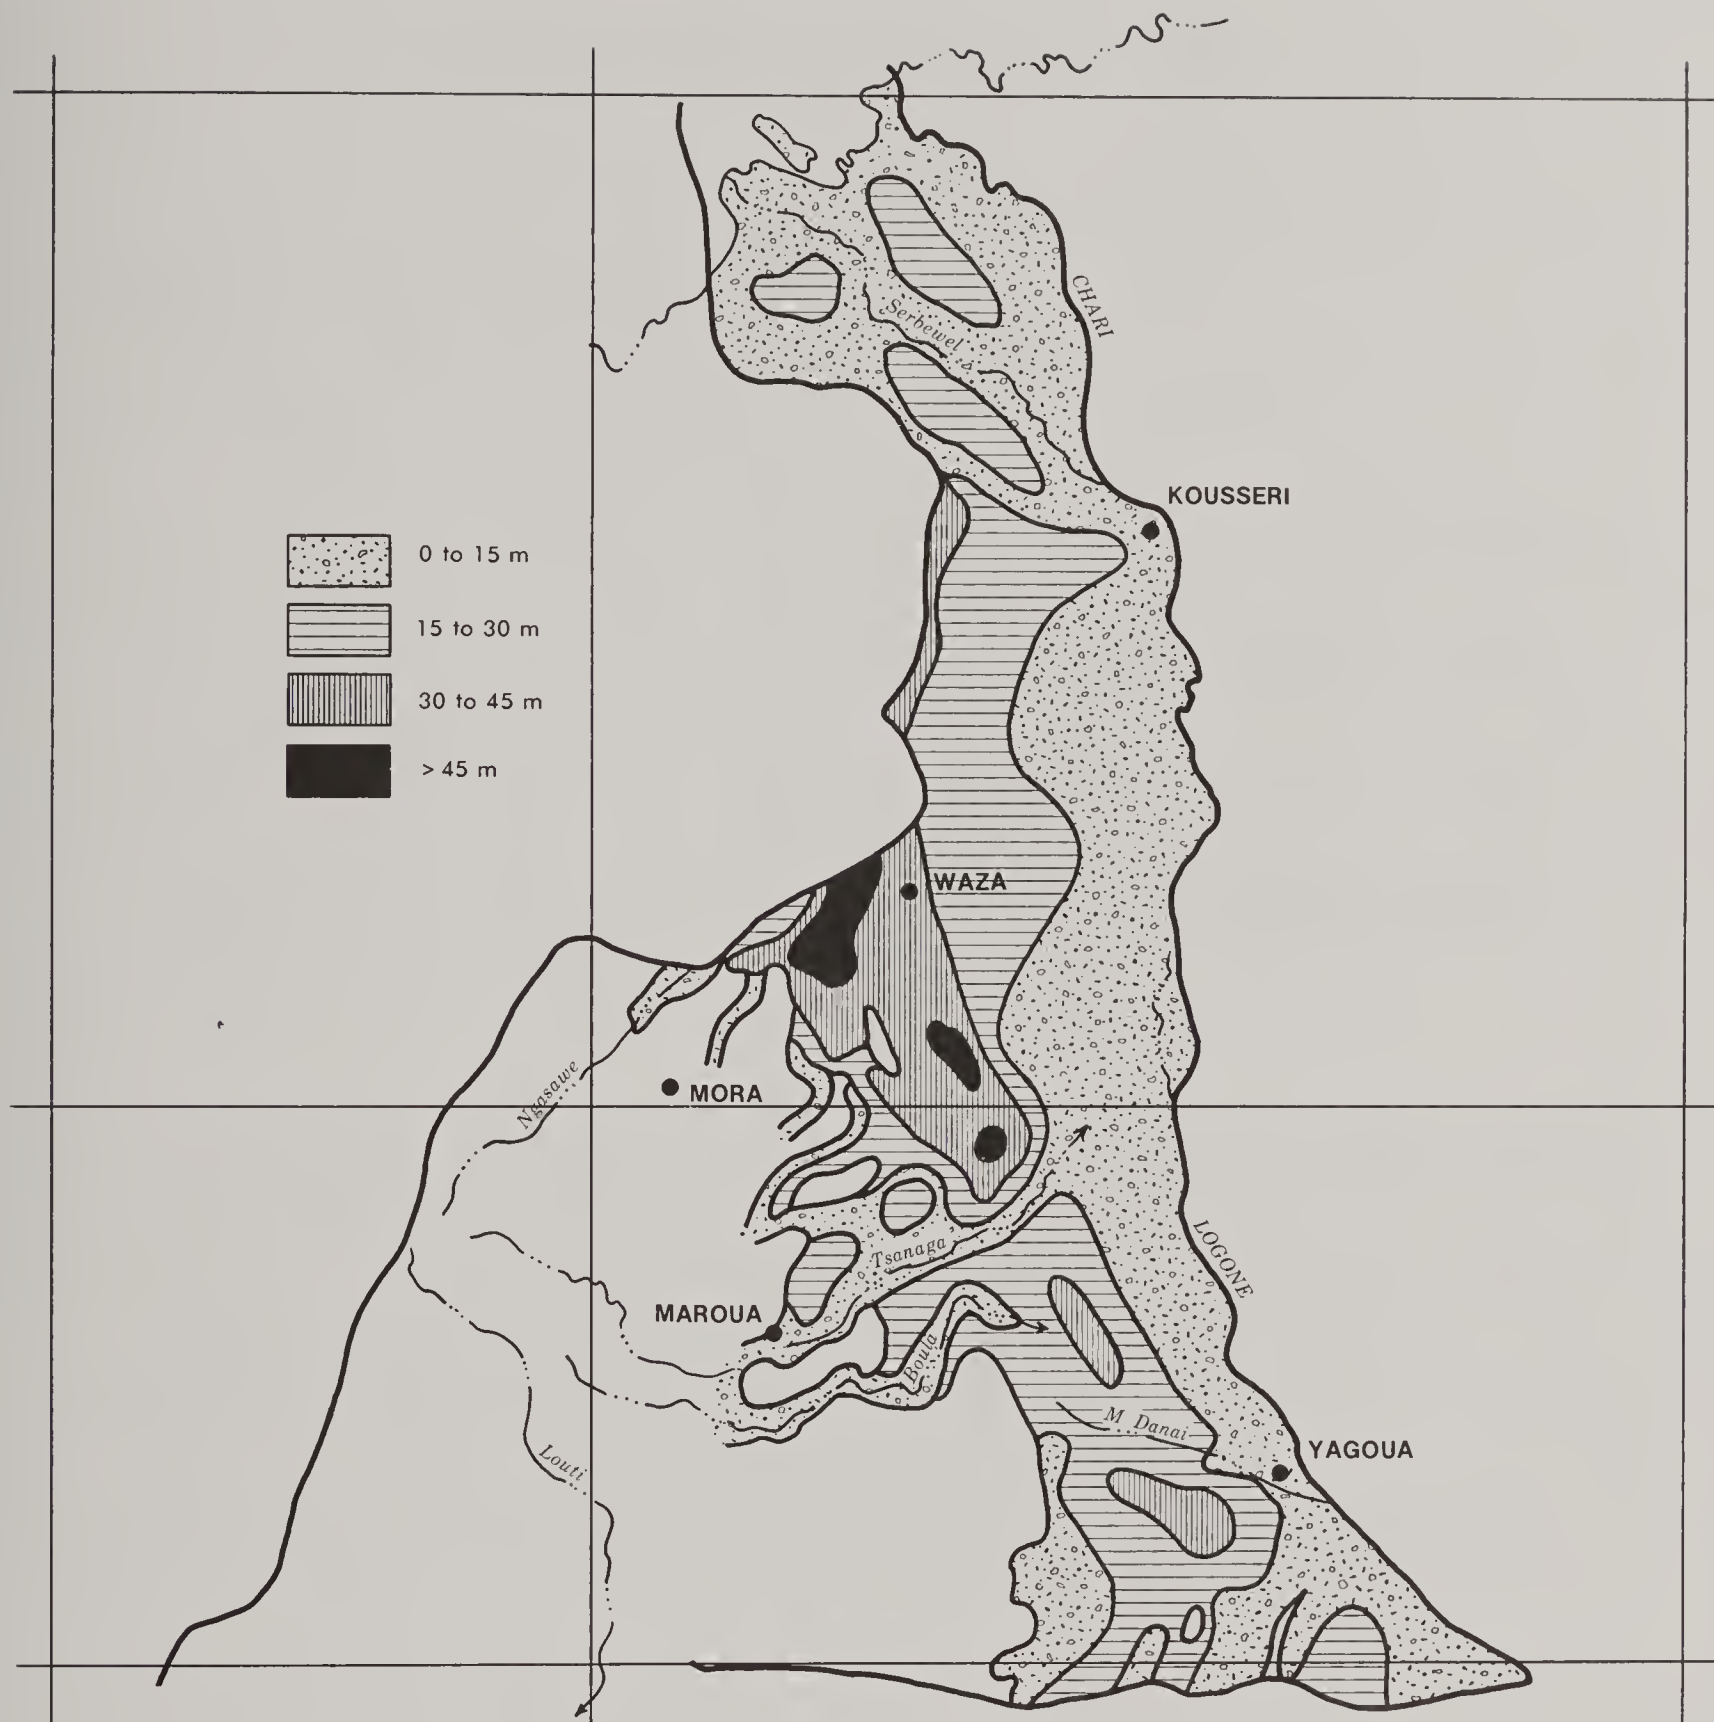 CHARI
Serbewel
KOUSSERI
0 to 15 m
15 to 30 m
30 to 45 m
> 45 m
WAZA
Ngasawe
MORA
LOGONE
Tsanaga
MAROUA
Boula
M Danai
YAGOUA
Louti